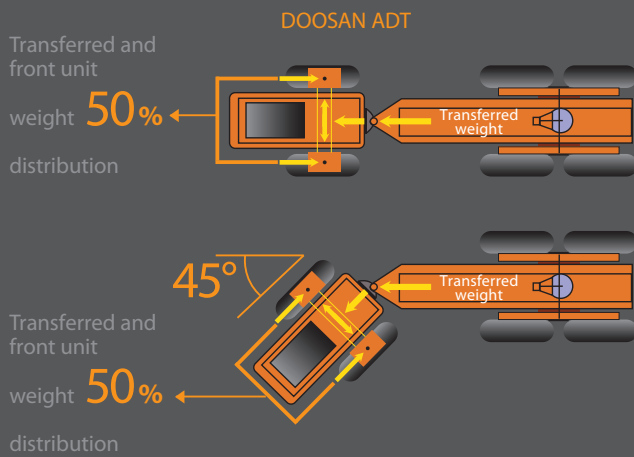 DOOSAN ADT
Transferred and
front unit
weight 50%
distribution
Transferred
weight
45°
Transferred
weight
Transferred and
front unit
weight 50%
distribution